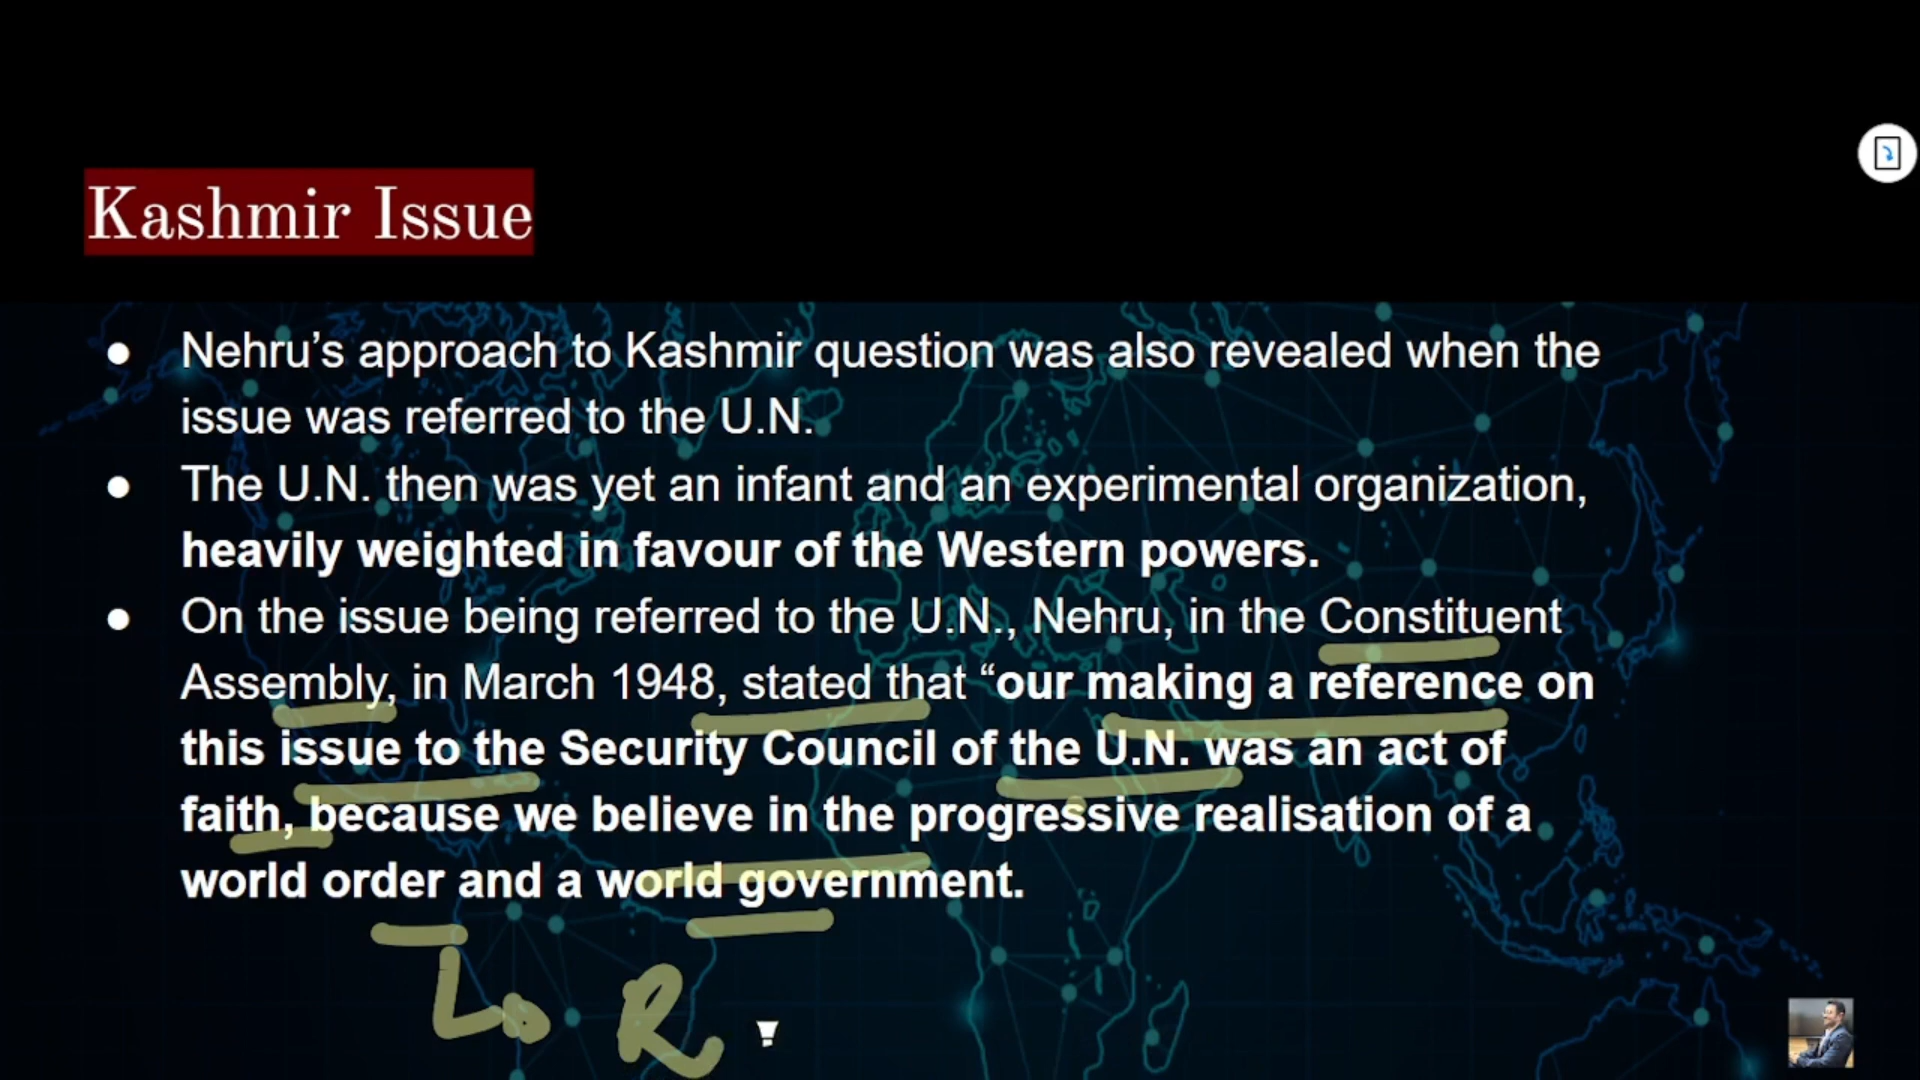 Kashmir Issue
● Nehru’s approach to Kashmir question was also revealed when the
issue was referred to the U.N.
● The U.N. then was yet an infant and an experimental organization,
heavily weighted in favour of the Western powers.
● On the issue being referred to the U.N., Nehru, in the Constituent
Assembly, in March 1948, stated that “our making a reference on
this issue to the Security Council of the U.N. was an act of
faith, because we believe in the progressive realisation of a
world order and a world government.
R